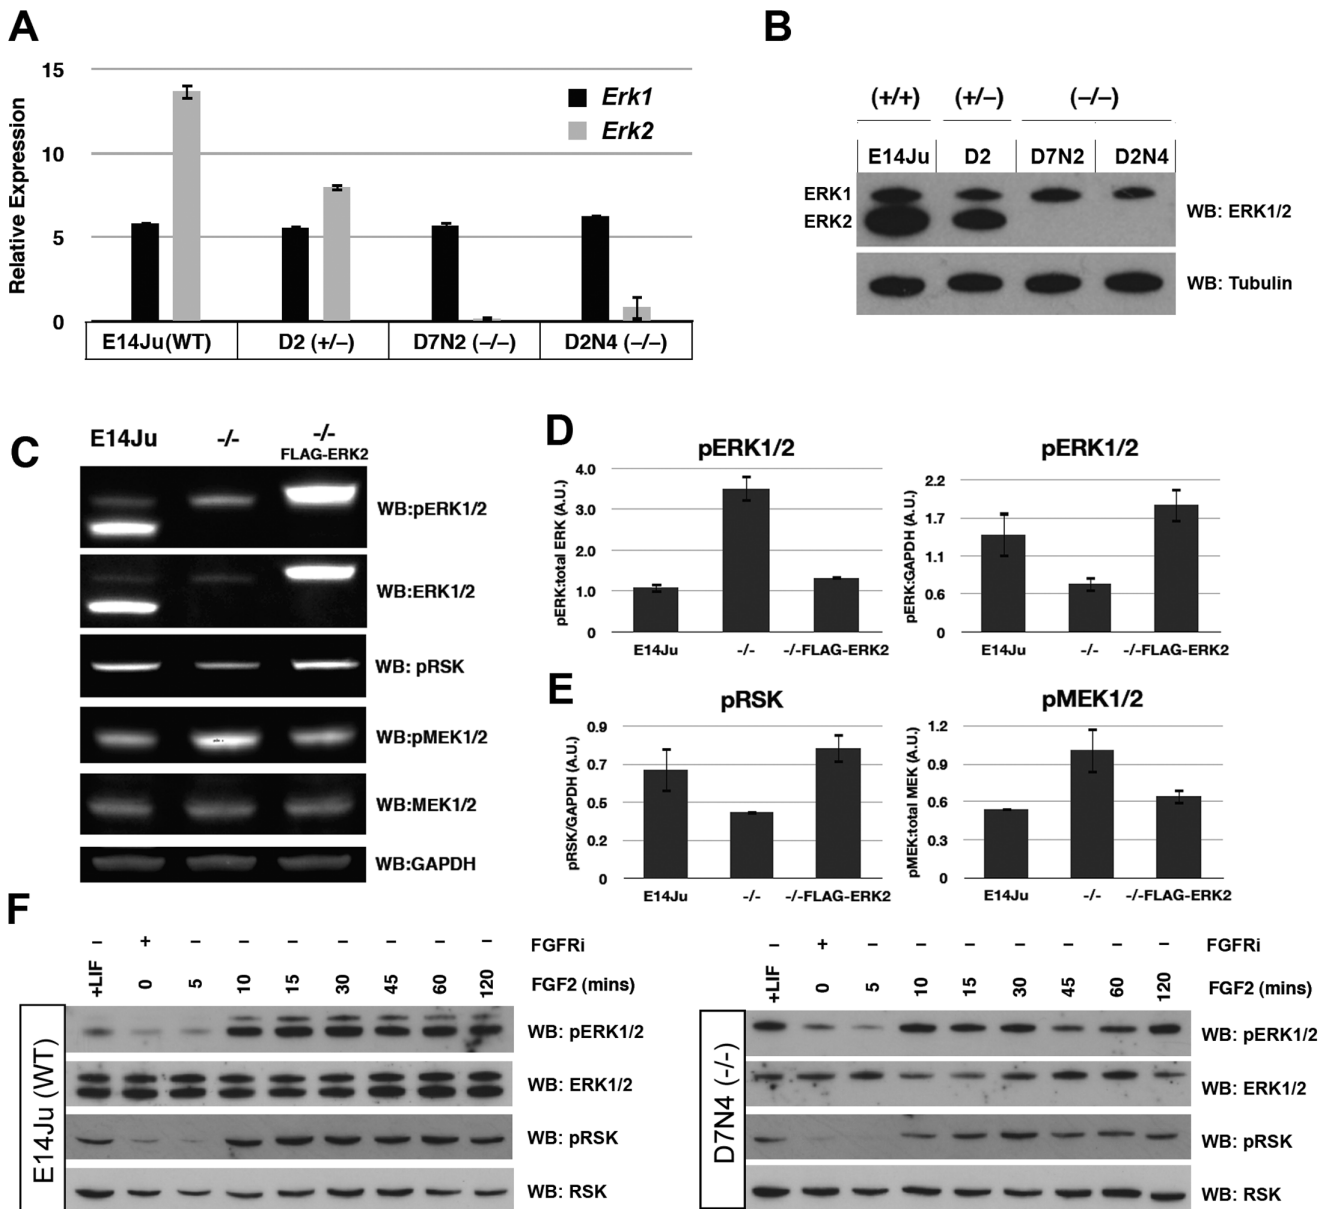 A
15
10
5
0
Relative Expression
Erk1
Erk2
E14Ju(WT)
D2 (+/–)
D7N2 (–/–)
D2N4 (–/–)
B
(+/+)
(+/–)
(–/–)
E14Ju
D2
D7N2
D2N4
ERK1
ERK2
WB: ERK1/2
WB: Tubulin
C
E14Ju
-/-
-/-
FLAG-ERK2
WB:pERK1/2
WB:ERK1/2
WB: pRSK
WB:pMEK1/2
WB:MEK1/2
WB:GAPDH
D
pERK1/2
pERK:total ERK (A.U.)
4.0
3.0
2.0
1.0
0
E14Ju
-/-
-/-FLAG-ERK2
pERK1/2
pERK:GAPDH (A.U.)
2.2
1.7
1.1
0.6
0
E14Ju
-/-
-/-FLAG-ERK2
E
pRSK
pRSK/GAPDH (A.U.)
0.9
0.7
0.5
0.2
0
E14Ju
-/-
-/-FLAG-ERK2
pMEK1/2
pMEK:total MEK (A.U.)
1.2
0.9
0.6
0.3
0
E14Ju
-/-
-/-FLAG-ERK2
F
– + – – – – – – – FGFRi
+LIF 0 5 10 15 30 45 60 120 FGF2 (mins)
E14Ju (WT)
WB: pERK1/2
WB: ERK1/2
WB: pRSK
WB: RSK
– + – – – – – – – FGFRi
+LIF 0 5 10 15 30 45 60 120 FGF2 (mins)
D7N4 (-/-)
WB: pERK1/2
WB: ERK1/2
WB: pRSK
WB: RSK